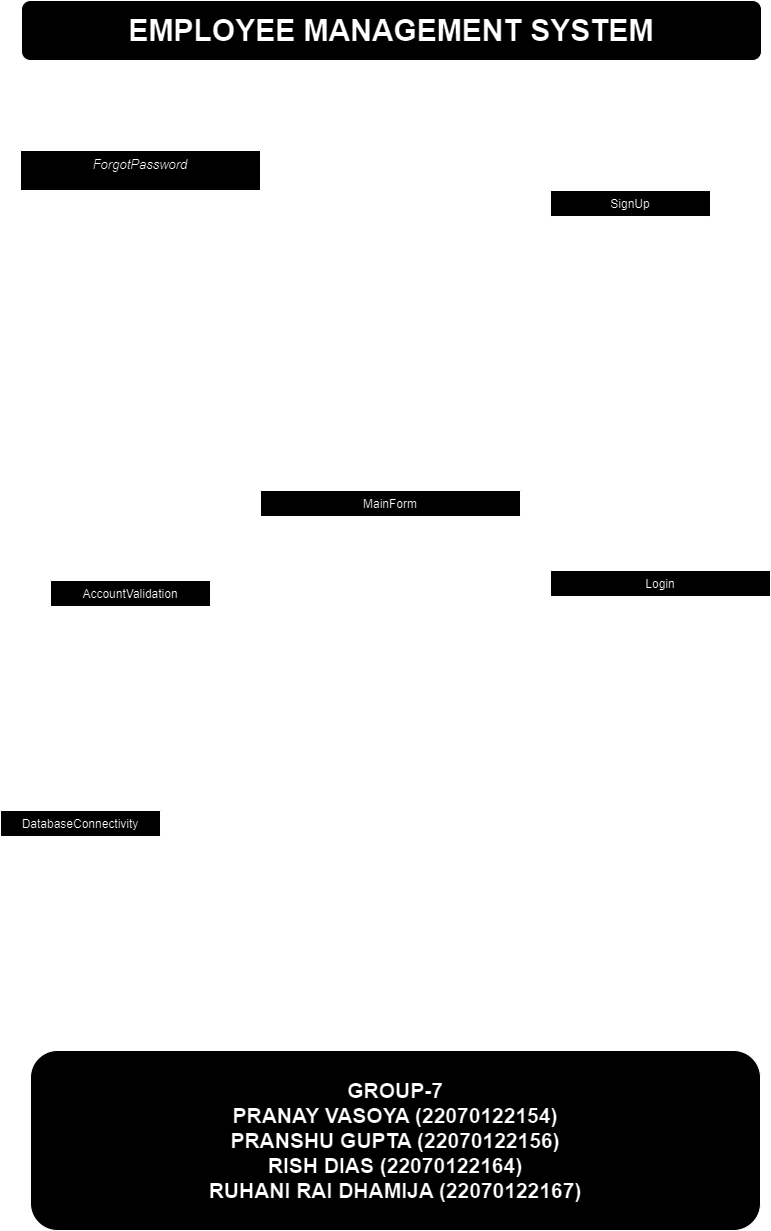 EMPLOYEE MANAGEMENT SYSTEM
ForgotPassword
SignUp
MainForm
Login
AccountValidation
DatabaseConnectivity
GROUP-7
PRANAY VASOYA (22070122154)
PRANSHU GUPTA (22070122156)
RISH DIAS (22070122164)
RUHANI RAI DHAMIJA (22070122167)